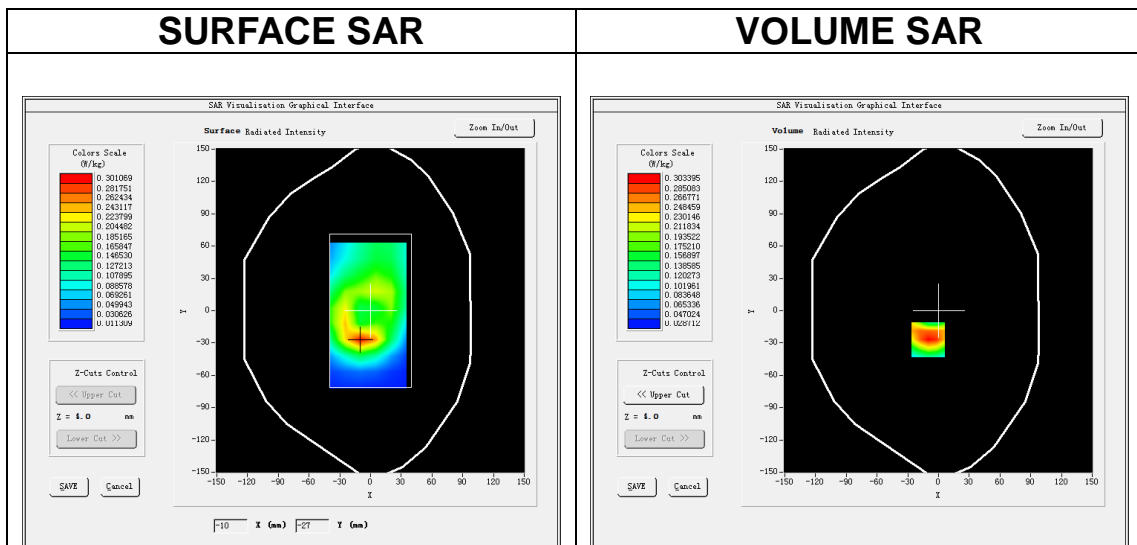 SURFACE SAR
VOLUME SAR
SAR Visualisation Graphical Interface
Surface Radiated Intensity
Zoom In/Out
Colors Scale
(W/kg)
0.301069
0.281751
0.262434
0.243117
0.223799
0.204482
0.185165
0.165847
0.146530
0.127213
0.107895
0.088578
0.069261
0.049943
0.030626
0.011309
Z-Cuts Control
<< Upper Cut
Z = 4.0 mm
Lower Cut >>
SAVE Cancel
150
120
90
60
30
0
-30
-60
-90
-120
-150
Y
-150 -120 -90 -60 -30 0 30 60 90 120 150
X
-10 X (mm) -27 Y (mm)
SAR Visualisation Graphical Interface
Volume Radiated Intensity
Zoom In/Out
Colors Scale
(W/kg)
0.303395
0.285083
0.266771
0.248459
0.230146
0.211834
0.193522
0.175210
0.156897
0.138585
0.120273
0.101961
0.083648
0.065336
0.047024
0.028712
Z-Cuts Control
<< Upper Cut
Z = 4.0 mm
Lower Cut >>
SAVE Cancel
150
120
90
60
30
0
-30
-60
-90
-120
-150
Y
-150 -120 -90 -60 -30 0 30 60 90 120 150
X